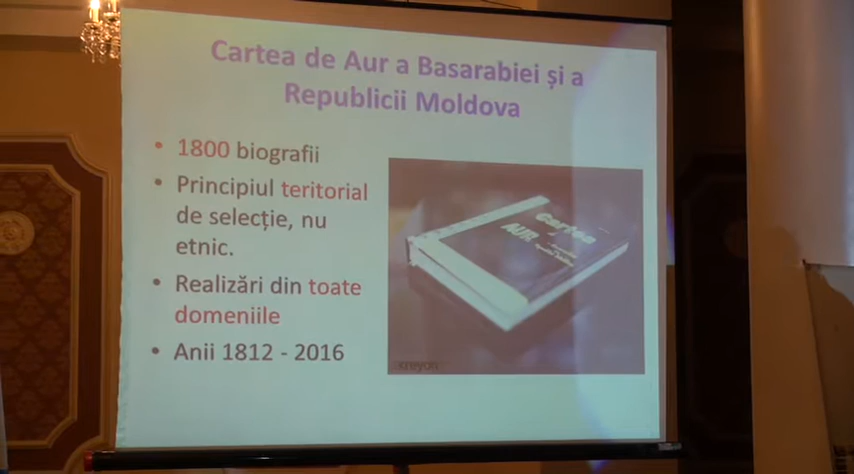 Cartea de Aur a Basarabiei și a
Republicii Moldova
• 1800 biografii
• Principiul teritorial
de selecție, nu
etnic.
• Realizări din toate
domeniile
• Anii 1812 - 2016
cartea
AUR
kreyon